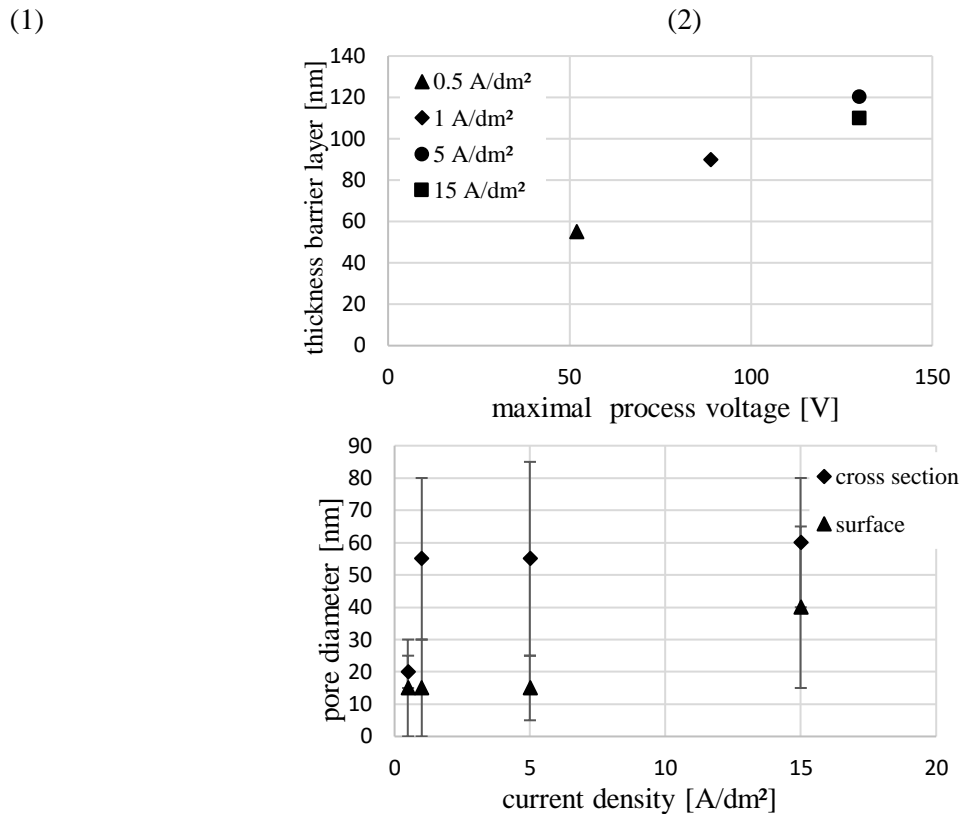 (1) (2)
140
120
100
80
60
40
20
0
thickness barrier layer [nm]
0.5 A/dm²
1 A/dm²
5 A/dm²
15 A/dm²
0 50 100 150
maximal process voltage [V]
90
80
70
60
50
40
30
20
10
0
pore diameter [nm]
cross section
surface
0 5 10 15 20
current density [A/dm²]